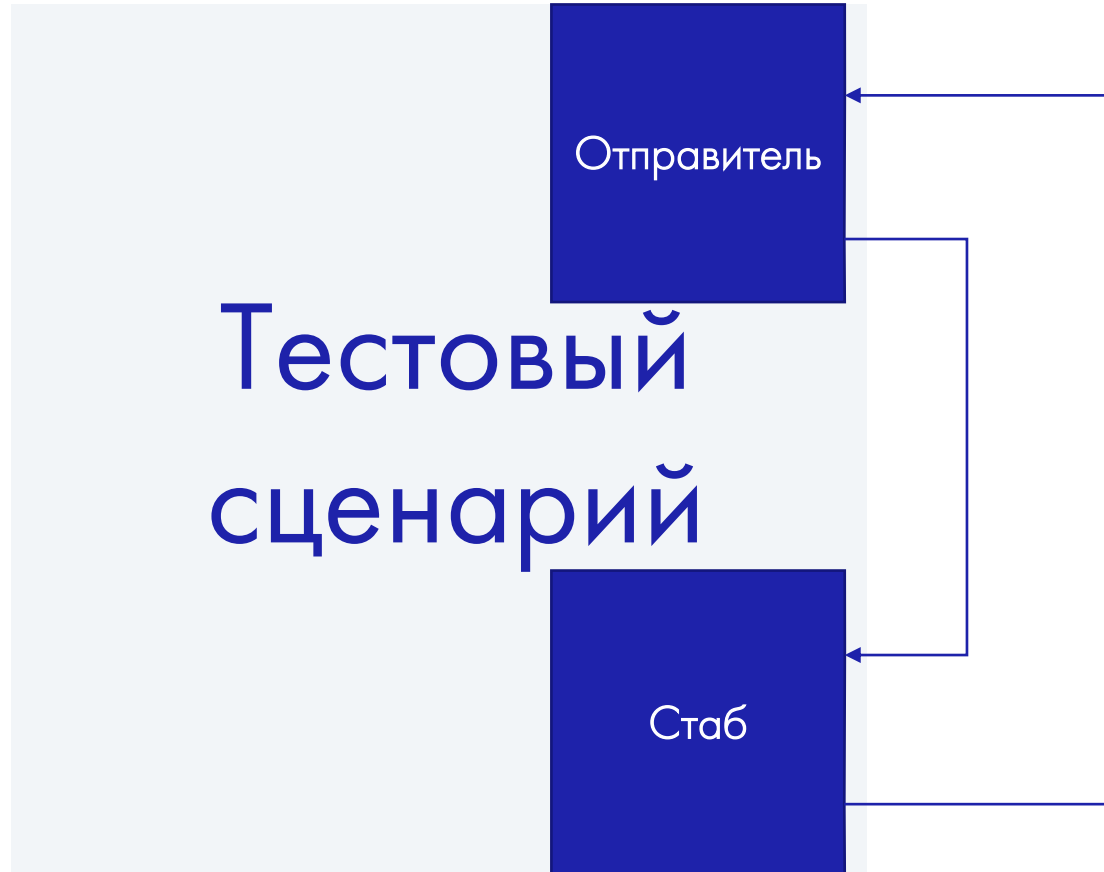 Отправитель
Тестовый
сценарий
Стаб